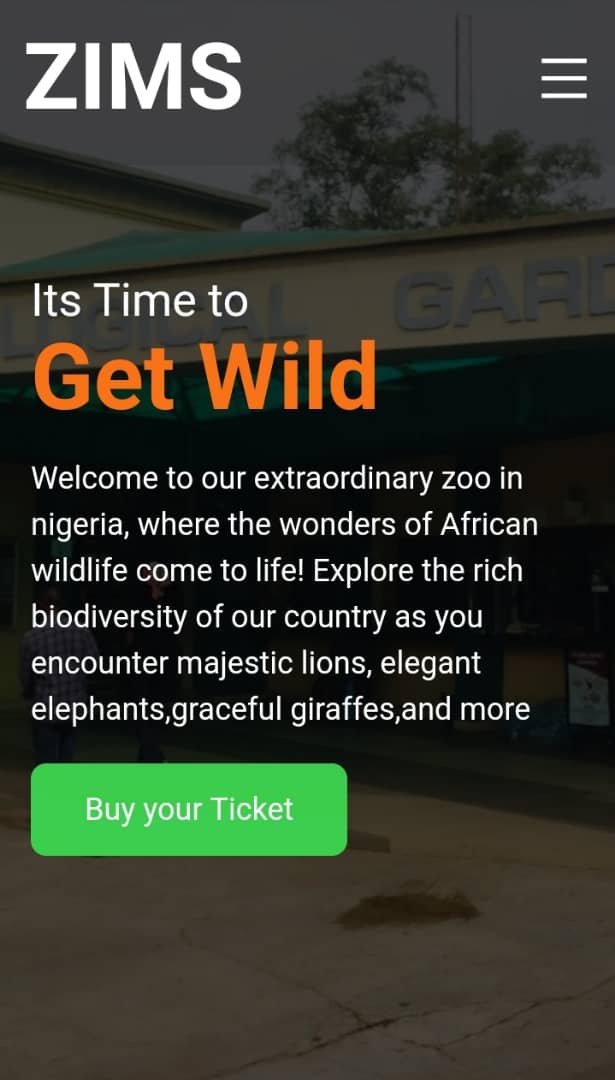 ZIMS
LOGICAL GARD
Its Time to
Get Wild
Welcome to our extraordinary zoo in
nigeria, where the wonders of African
wildlife come to life! Explore the rich
biodiversity of our country as you
encounter majestic lions, elegant
elephants,graceful giraffes,and more
Buy your Ticket